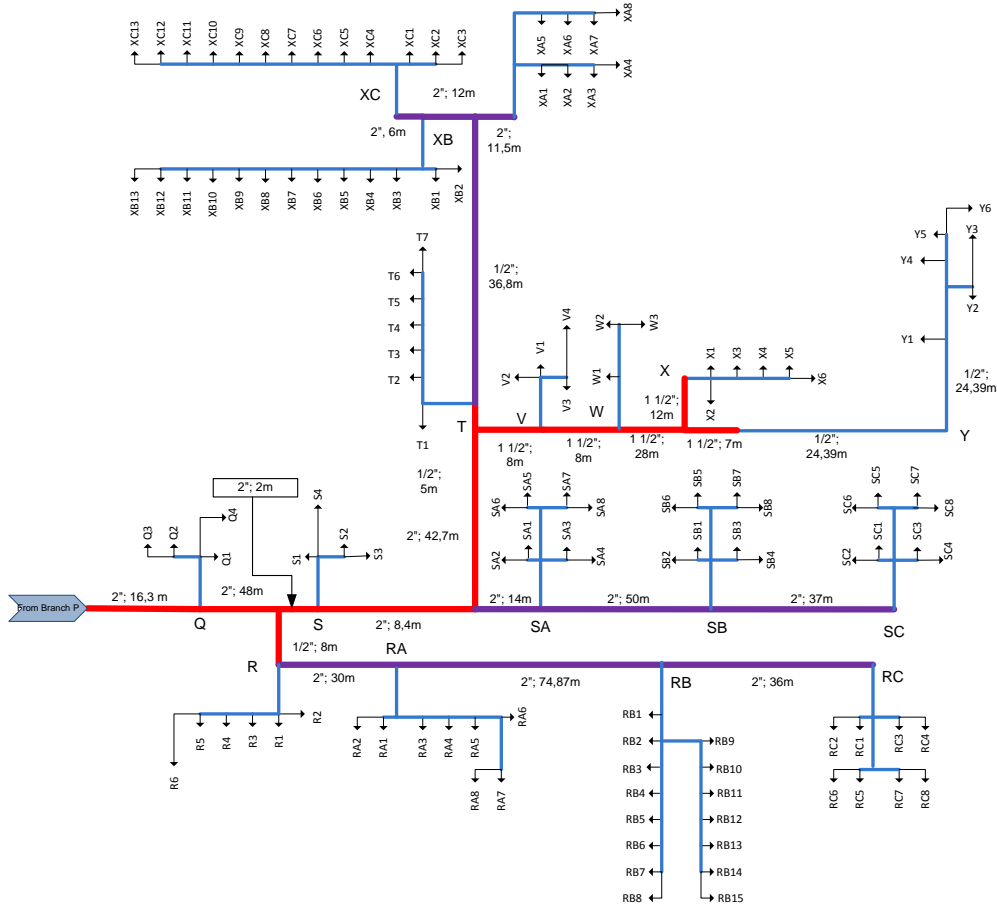 XC13
XC12
XC11
XC10
XC9
XC8
XC7
XC6
XC5
XC4
XC1
XC2
XC3
XA8
XA5
XA6
XA7
XA4
XA1
XA2
XA3
XC
2"; 12m
2", 6m
XB
2";
11,5m
XB13
XB12
XB11
XB10
XB9
XB8
XB7
XB6
XB5
XB4
XB3
XB1
XB2
T7
T6
T5
T4
T3
T2
T1
1/2";
36,8m
Y6
Y5
Y3
Y4
Y2
Y1
1/2";
24,39m
Y
V4
V1
V2
V3
W2
W3
W1
X1
X3
X4
X5
X6
X2
X
T
V
W
1 1/2";
12m
1 1/2";
8m
1 1/2";
8m
1 1/2";
28m
1 1/2"; 7m
1/2";
24,39m
1/2";
5m
2"; 2m
2"; 42,7m
Q3
Q2
Q4
Q1
S4
S1
S2
S3
SA6
SA5
SA7
SA8
SA1
SA3
SA2
SA4
SB6
SB5
SB7
SB8
SB1
SB3
SB2
SB4
SC6
SC5
SC7
SC8
SC1
SC3
SC2
SC4
From Branch P
2"; 16,3 m
2"; 48m
2"; 14m
2"; 50m
2"; 37m
Q
S
2"; 8,4m
SA
SB
SC
1/2"; 8m
RA
R
2"; 30m
2"; 74,87m
RB
2"; 36m
RC
R6
R5
R4
R3
R1
R2
RA2
RA1
RA3
RA4
RA5
RA6
RA8
RA7
RB1
RB2
RB3
RB4
RB5
RB6
RB7
RB8
RB9
RB10
RB11
RB12
RB13
RB14
RB15
RC2
RC1
RC3
RC4
RC6
RC5
RC7
RC8